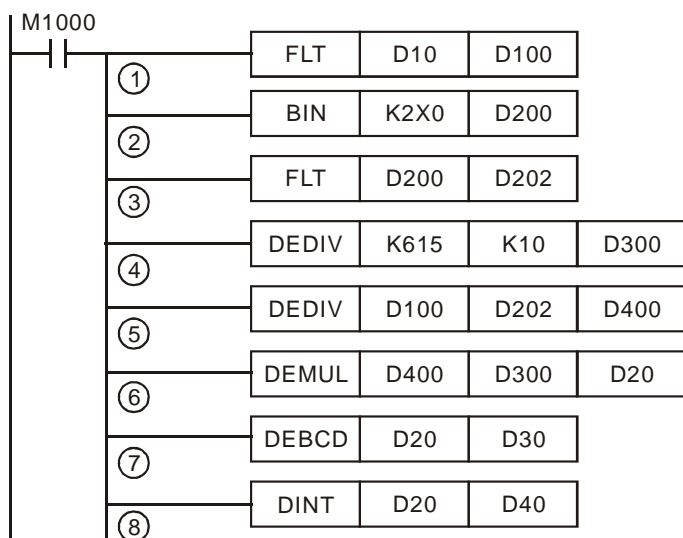 M1000
FLT D10 D100
1
BIN K2X0 D200
2
FLT D200 D202
3
DEDIV K615 K10 D300
4
DEDIV D100 D202 D400
5
DEMUL D400 D300 D20
6
DEBCD D20 D30
7
DINT D20 D40
8